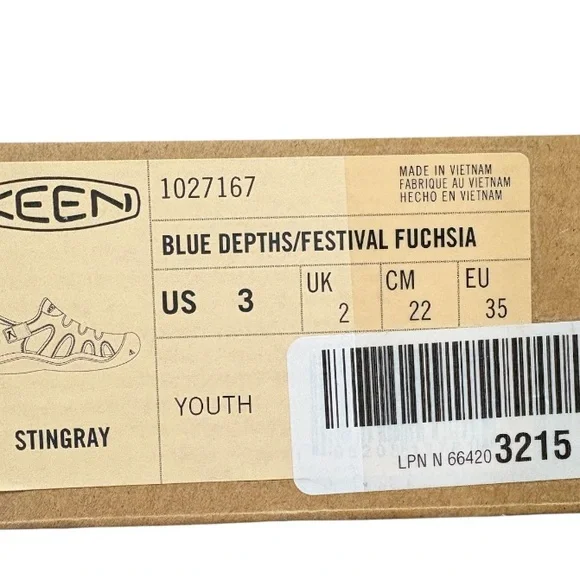 KEEN
1027167
MADE IN VIETNAM
FABRIQUE AU VIETNAM
HECHO EN VIETNAM
BLUE DEPTHS/FESTIVAL FUCHSIA
US 3
UK 2
CM 22
EU 35
YOUTH
STINGRAY
LPN N 66420 3215